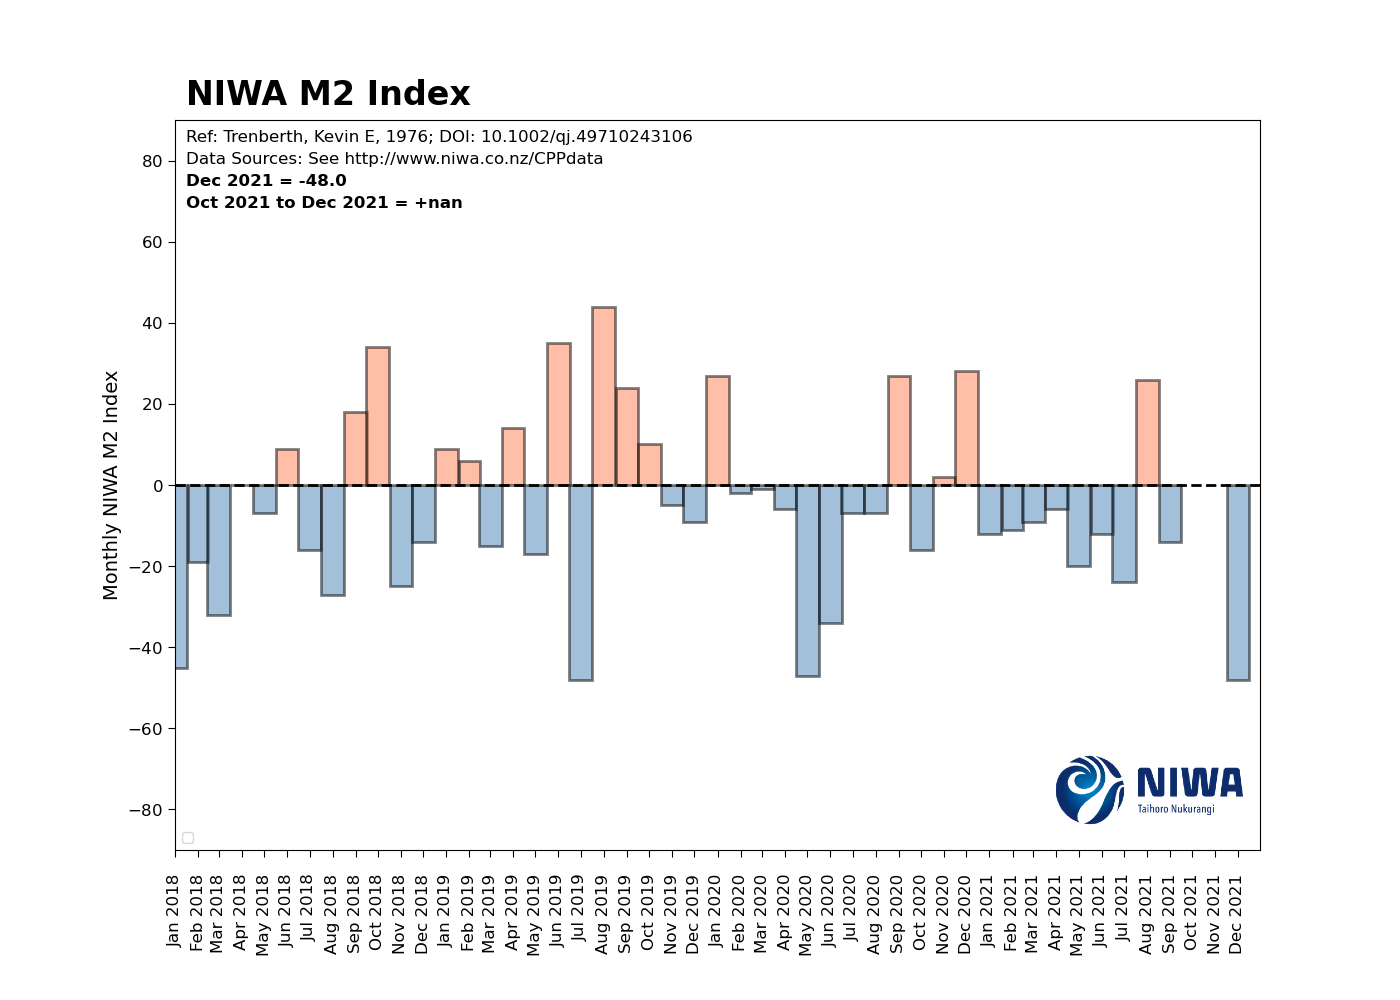 NIWA M2 Index
Ref: Trenberth, Kevin E, 1976; DOI: 10.1002/qj.49710243106
Data Sources: See http://www.niwa.co.nz/CPPdata
Dec 2021 = -48.0
Oct 2021 to Dec 2021 = +nan
Monthly NIWA M2 Index
80
60
40
20
0
−20
−40
−60
−80
NIWA
Taihoro Nukurangi
Jan 2018
Feb 2018
Mar 2018
Apr 2018
May 2018
Jun 2018
Jul 2018
Aug 2018
Sep 2018
Oct 2018
Nov 2018
Dec 2018
Jan 2019
Feb 2019
Mar 2019
Apr 2019
May 2019
Jun 2019
Jul 2019
Aug 2019
Sep 2019
Oct 2019
Nov 2019
Dec 2019
Jan 2020
Feb 2020
Mar 2020
Apr 2020
May 2020
Jun 2020
Jul 2020
Aug 2020
Sep 2020
Oct 2020
Nov 2020
Dec 2020
Jan 2021
Feb 2021
Mar 2021
Apr 2021
May 2021
Jun 2021
Jul 2021
Aug 2021
Sep 2021
Oct 2021
Nov 2021
Dec 2021